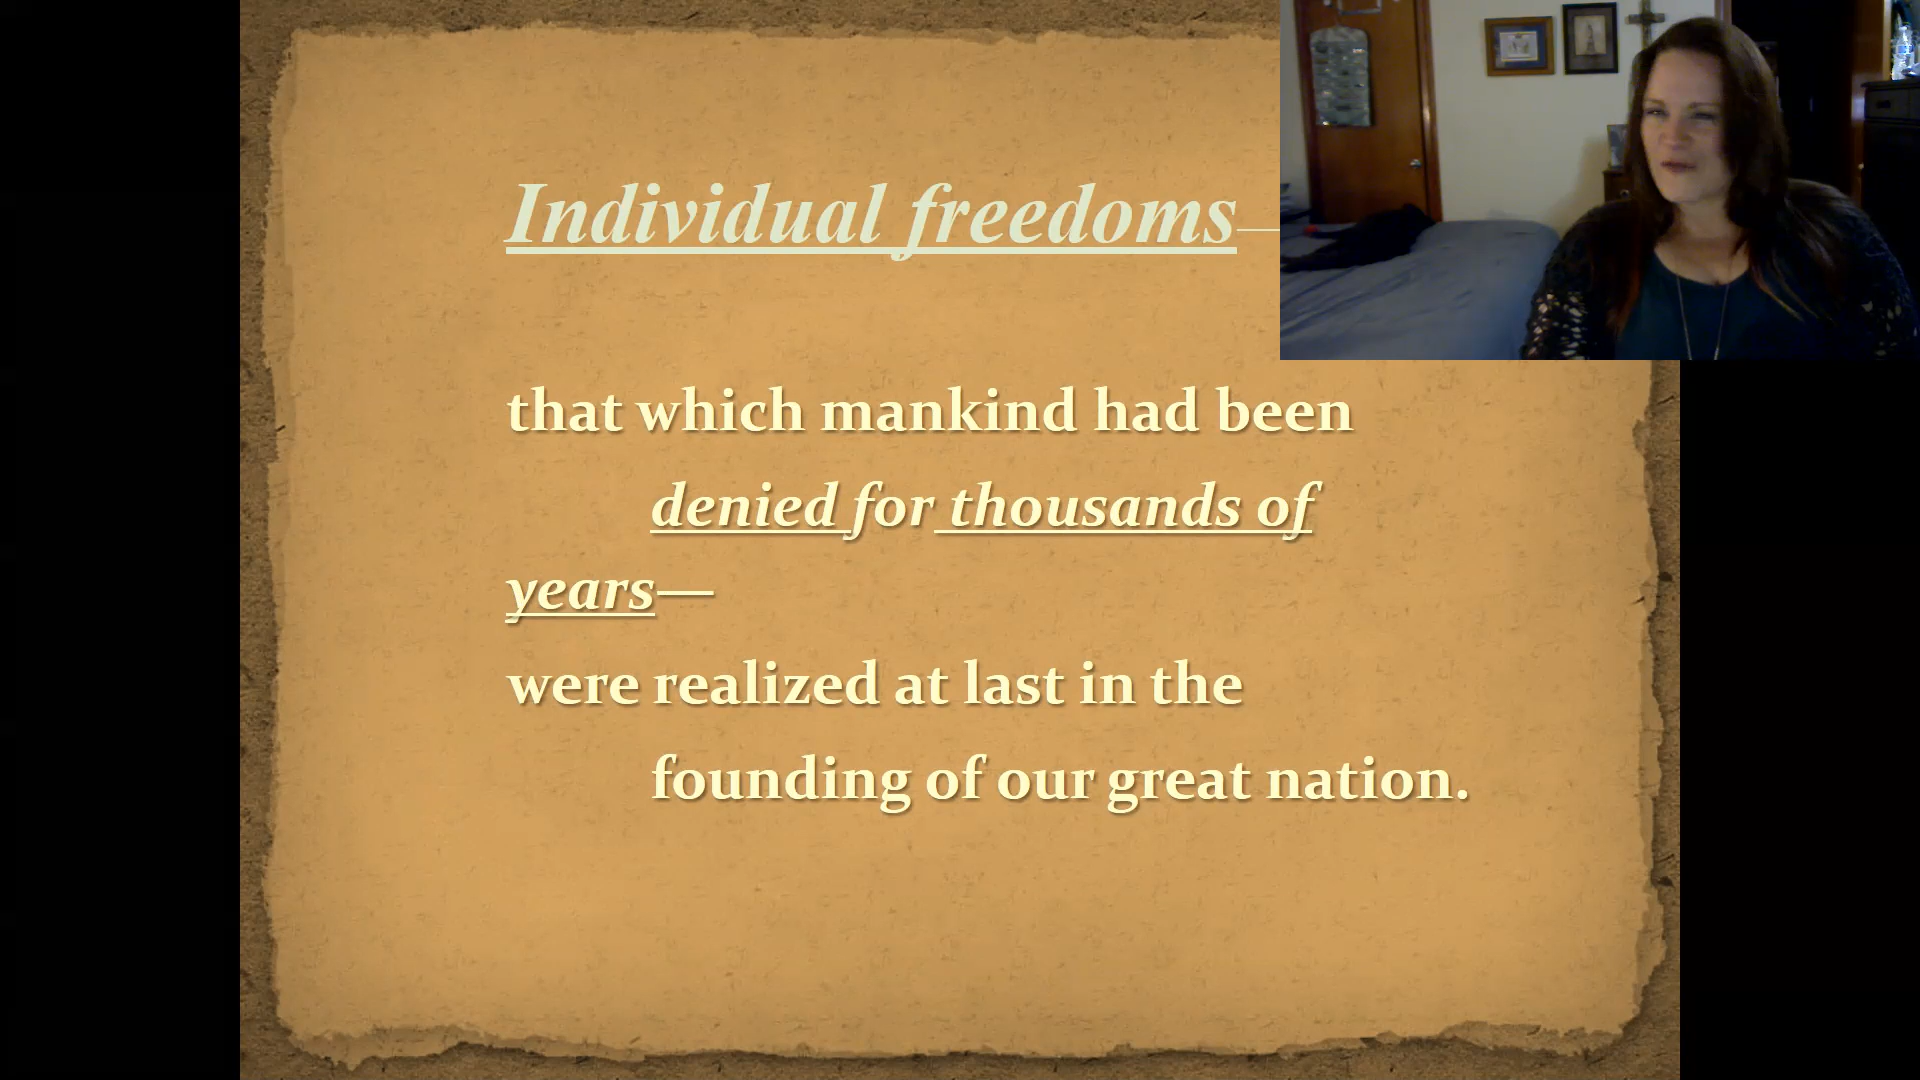 Individual freedoms—
that which mankind had been
denied for thousands of
years—
were realized at last in the
founding of our great nation.